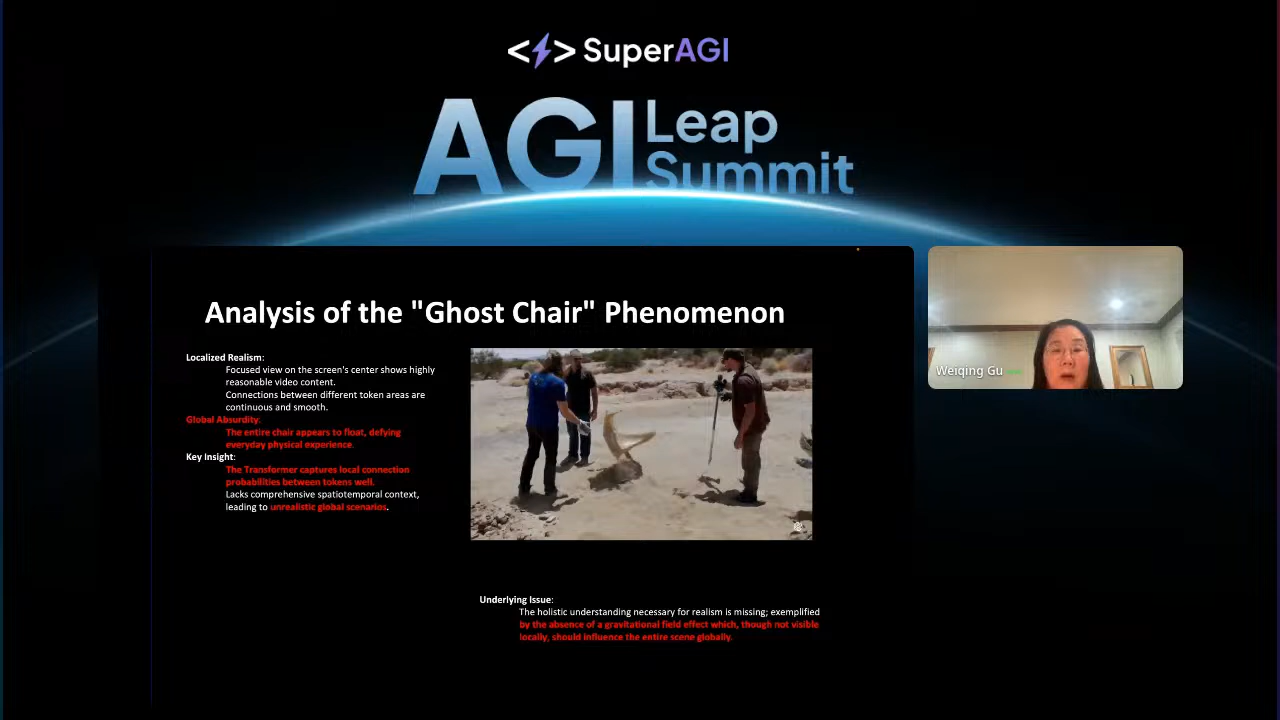 <⚡> SuperAGI
AGI Leap
Summit
Analysis of the "Ghost Chair" Phenomenon
Localized Realism:
Focused view on the screen's center shows highly
reasonable video content.
Connections between different token areas are
continuous and smooth.
Global Absurdity:
The entire chair appears to float, defying
everyday physical experience.
Key Insight:
The Transformer captures local connection
probabilities between tokens well.
Lacks comprehensive spatiotemporal context,
leading to unrealistic global scenarios.
Underlying Issue:
The holistic understanding necessary for realism is missing; exemplified
by the absence of a gravitational field effect which, though not visible
locally, should influence the entire scene globally.
Weiqing Gu